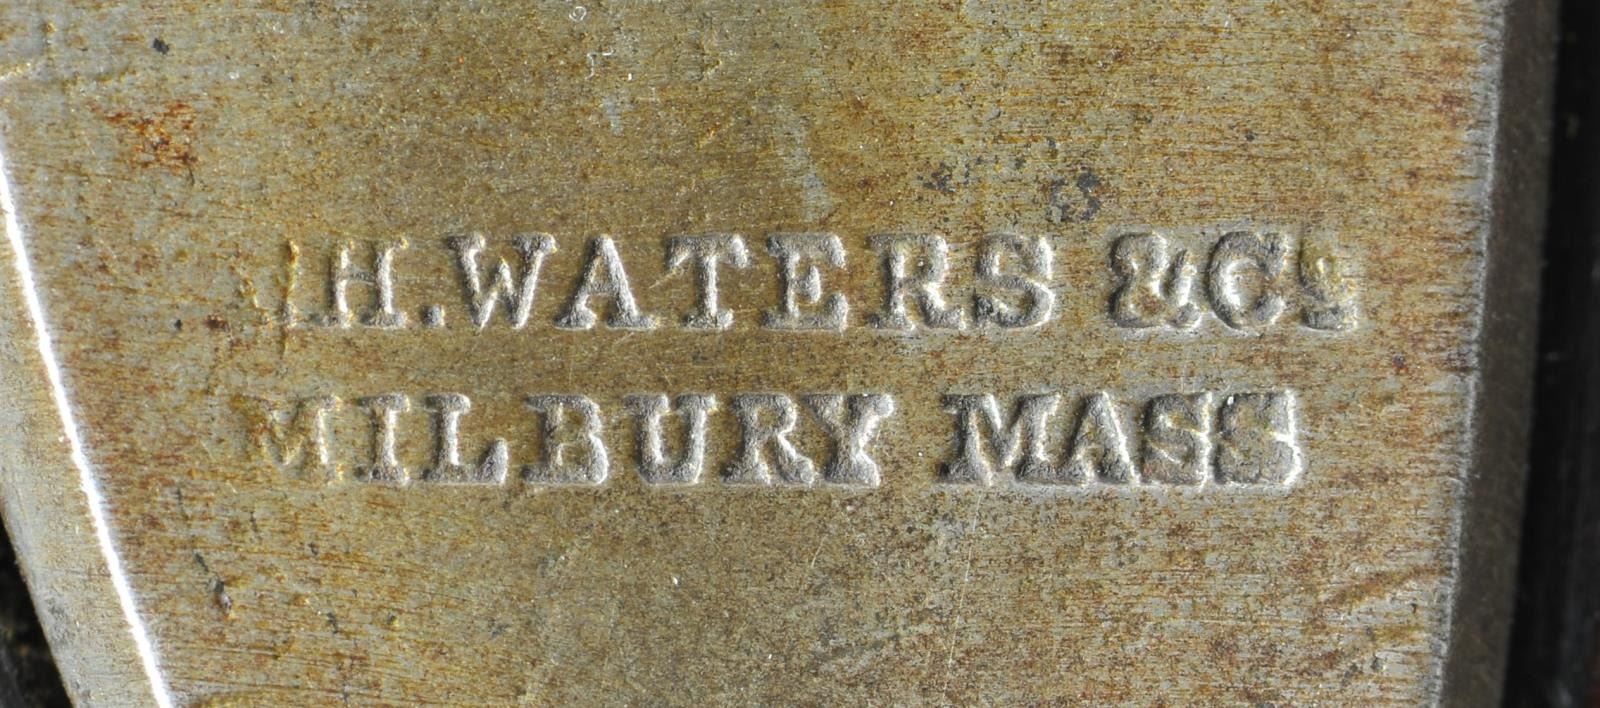 A.H. WATERS & Co
MILBURY MASS